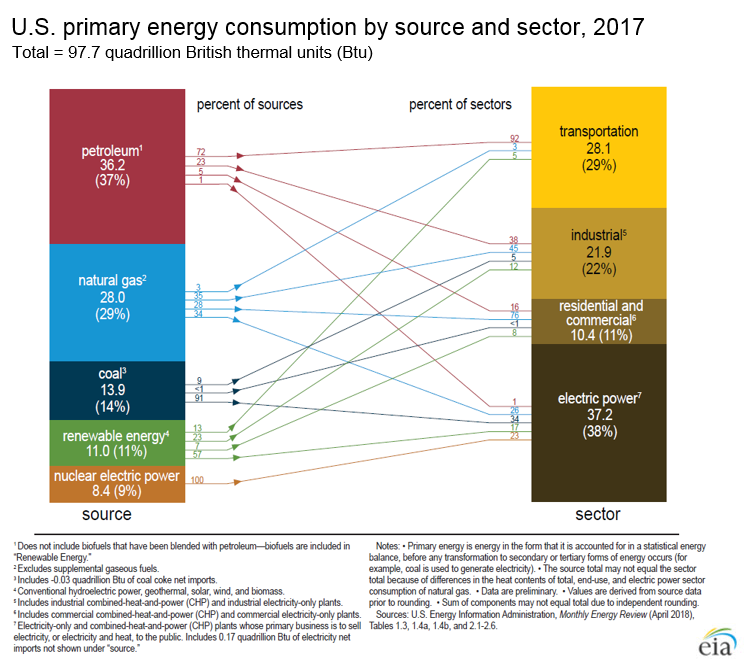 U.S. primary energy consumption by source and sector, 2017
Total = 97.7 quadrillion British thermal units (Btu)
percent of sources
percent of sectors
petroleum¹
36.2
(37%)
72
23
5
1
natural gas²
28.0
(29%)
3
35
28
34
coal³
13.9
(14%)
9
<1
91
renewable energy⁴
11.0 (11%)
13
23
7
57
nuclear electric power
8.4 (9%)
100
source
92
3
5
transportation
28.1
(29%)
38
45
5
12
industrial⁵
21.9
(22%)
16
76
<1
8
residential and
commercial⁶
10.4 (11%)
1
26
34
17
23
electric power⁷
37.2
(38%)
sector
¹ Does not include biofuels that have been blended with petroleum—biofuels are included in
"Renewable Energy."
² Excludes supplemental gaseous fuels.
³ Includes -0.03 quadrillion Btu of coal coke net imports.
⁴ Conventional hydroelectric power, geothermal, solar, wind, and biomass.
⁵ Includes industrial combined-heat-and-power (CHP) and industrial electricity-only plants.
⁶ Includes commercial combined-heat-and-power (CHP) and commercial electricity-only plants.
⁷ Electricity-only and combined-heat-and-power (CHP) plants whose primary business is to sell
electricity, or electricity and heat, to the public. Includes 0.17 quadrillion Btu of electricity net
imports not shown under "source."
Notes: • Primary energy is energy in the form that it is accounted for in a statistical energy
balance, before any transformation to secondary or tertiary forms of energy occurs (for
example, coal is used to generate electricity). • The source total may not equal the sector
total because of differences in the heat contents of total, end-use, and electric power sector
consumption of natural gas. • Data are preliminary. • Values are derived from source data
prior to rounding. • Sum of components may not equal total due to independent rounding.
Sources: U.S. Energy Information Administration, Monthly Energy Review (April 2018),
Tables 1.3, 1.4a, 1.4b, and 2.1-2.6.
eia